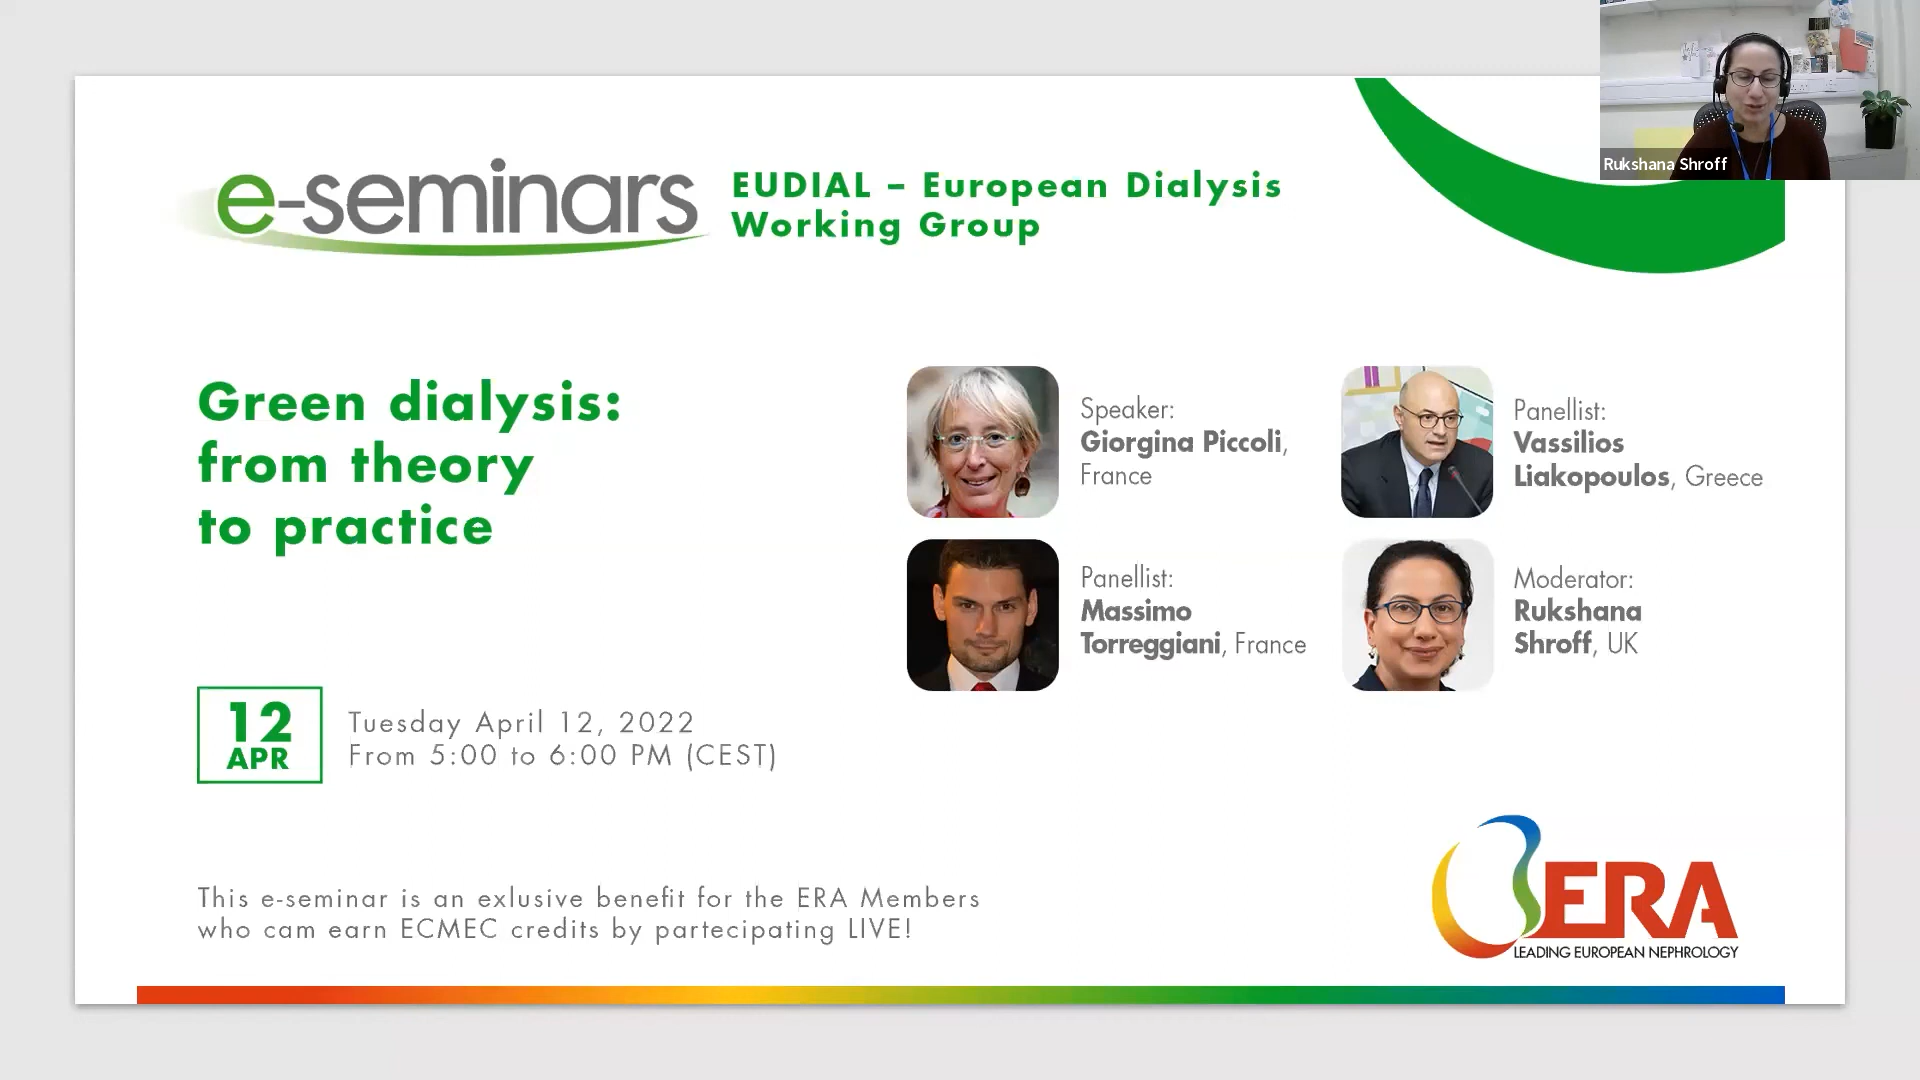 Rukshana Shroff
e-seminars
EUDIAL – European Dialysis
Working Group
Green dialysis:
from theory
to practice
Speaker:
Giorgina Piccoli,
France
Panellist:
Vassilios
Liakopoulos, Greece
Panellist:
Massimo
Torreggiani, France
Moderator:
Rukshana
Shroff, UK
12
APR
Tuesday April 12, 2022
From 5:00 to 6:00 PM (CEST)
This e-seminar is an exlusive benefit for the ERA Members
who cam earn ECMEC credits by partecipating LIVE!
ERA
LEADING EUROPEAN NEPHROLOGY